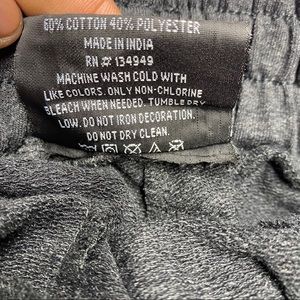 60% COTTON 40% POLYESTER
MADE IN INDIA
RN # 134949
MACHINE WASH COLD WITH
LIKE COLORS. ONLY NON-CHLORINE
BLEACH WHEN NEEDED. TUMBLE DRY
LOW. DO NOT IRON DECORATION.
DO NOT DRY CLEAN.